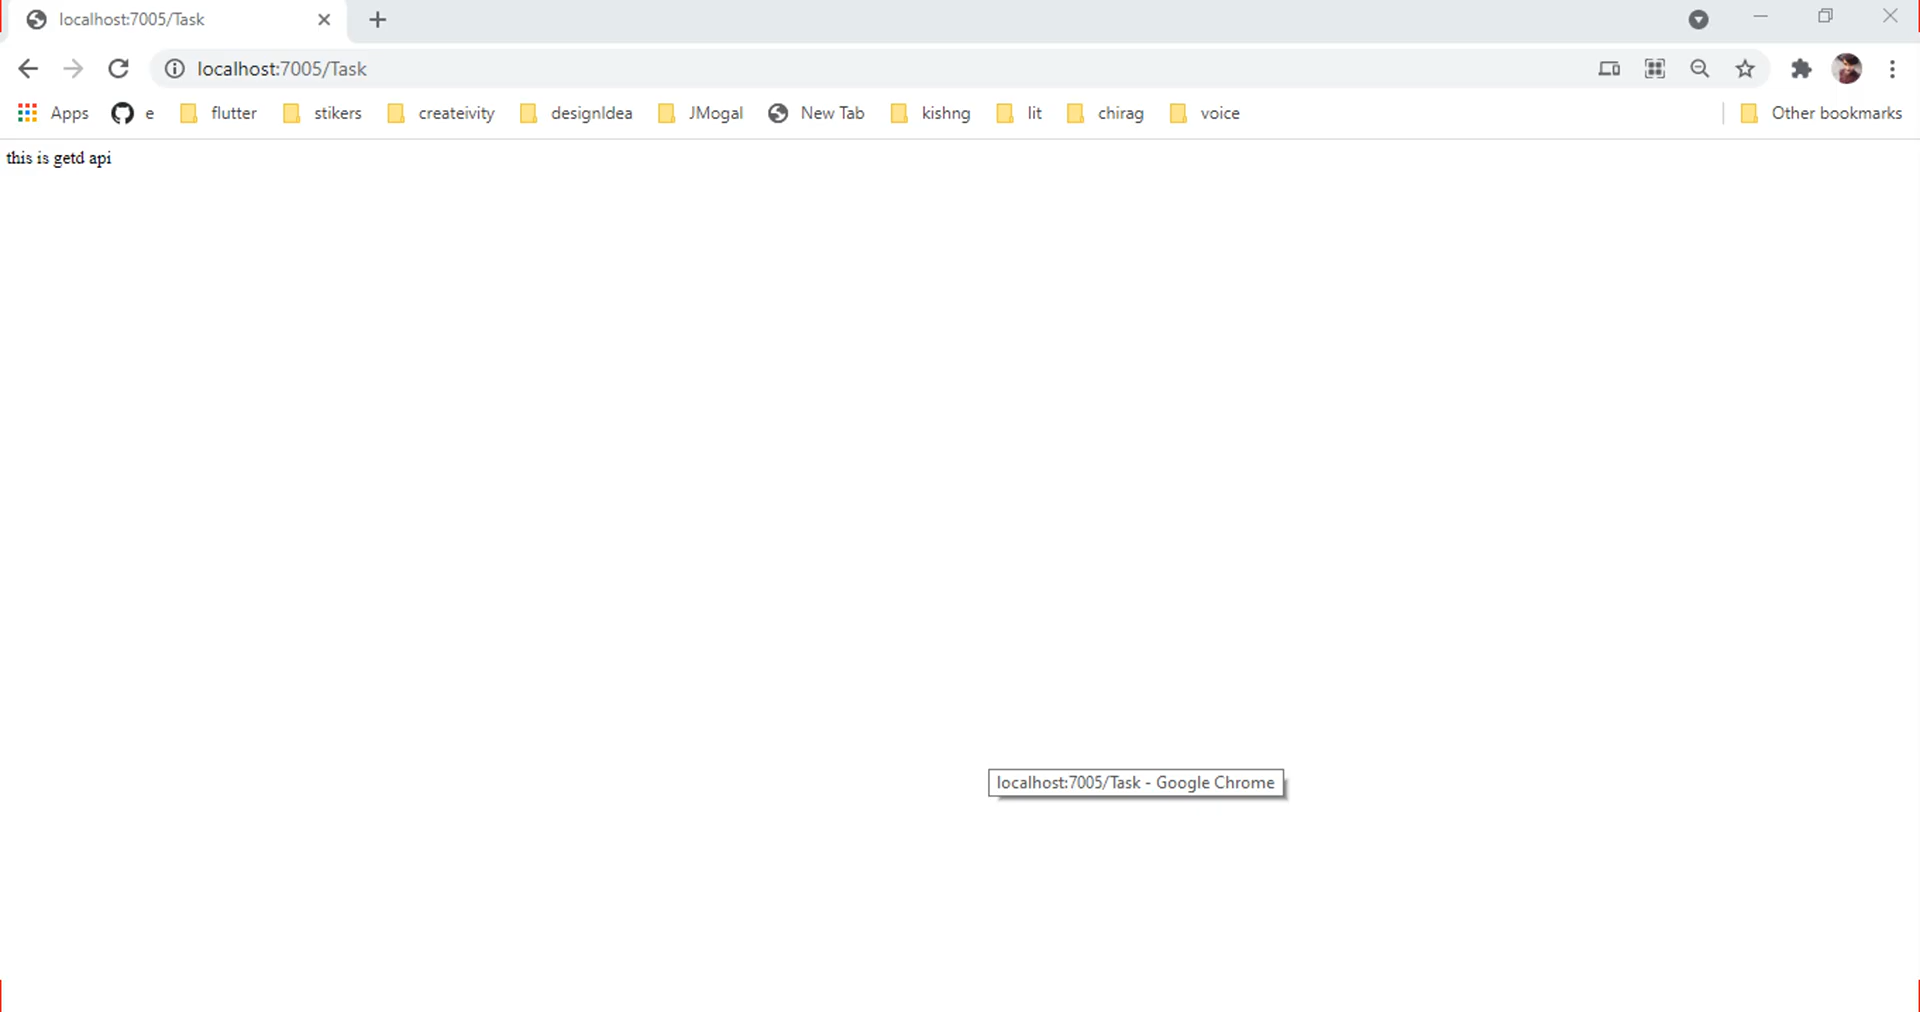 localhost:7005/Task
localhost:7005/Task
Apps e flutter stikers createivity designIdea JMogal New Tab kishng lit chirag voice Other bookmarks
this is getd api
localhost:7005/Task - Google Chrome